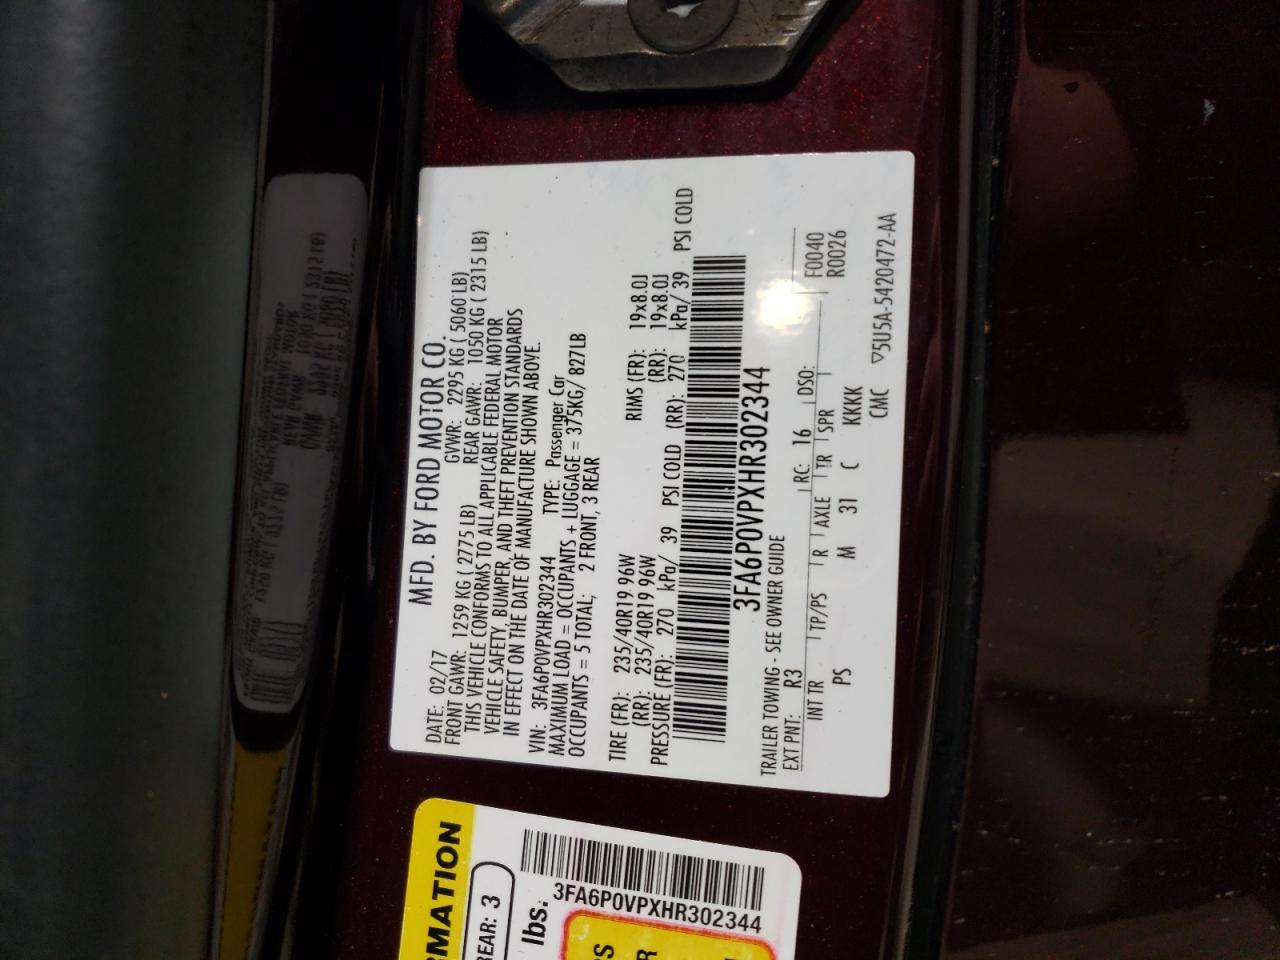 MFD. BY FORD MOTOR CO.
DATE: 02/17 GVWR: 2295 KG ( 5060 LB)
FRONT GAWR: 1259 KG ( 2775 LB) REAR GAWR: 1050 KG ( 2315 LB)
THIS VEHICLE CONFORMS TO ALL APPLICABLE FEDERAL MOTOR
VEHICLE SAFETY, BUMPER, AND THEFT PREVENTION STANDARDS
IN EFFECT ON THE DATE OF MANUFACTURE SHOWN ABOVE.
VIN: 3FA6P0VPXHR302344 TYPE: Passenger Car
MAXIMUM LOAD = OCCUPANTS + LUGGAGE = 375KG/ 827LB
OCCUPANTS = 5 TOTAL; 2 FRONT, 3 REAR
TIRE (FR): 235/40R19 96W RIMS (FR): 19x8.0J
(RR): 235/40R19 96W (RR): 19x8.0J
PRESSURE (FR): 270 kPa/ 39 PSI COLD (RR): 270 kPa/ 39 PSI COLD
3FA6P0VPXHR302344
TRAILER TOWING - SEE OWNER GUIDE
EXT PNT: R3 RC: 16 DSO: F0040
INT TR TP/PS R AXLE TR SPR R0026
PS M 31 C KKKK
CMC ▽5U5A-5420472-AA
RMATION
REAR: 3
lbs.
3FA6P0VPXHR302344